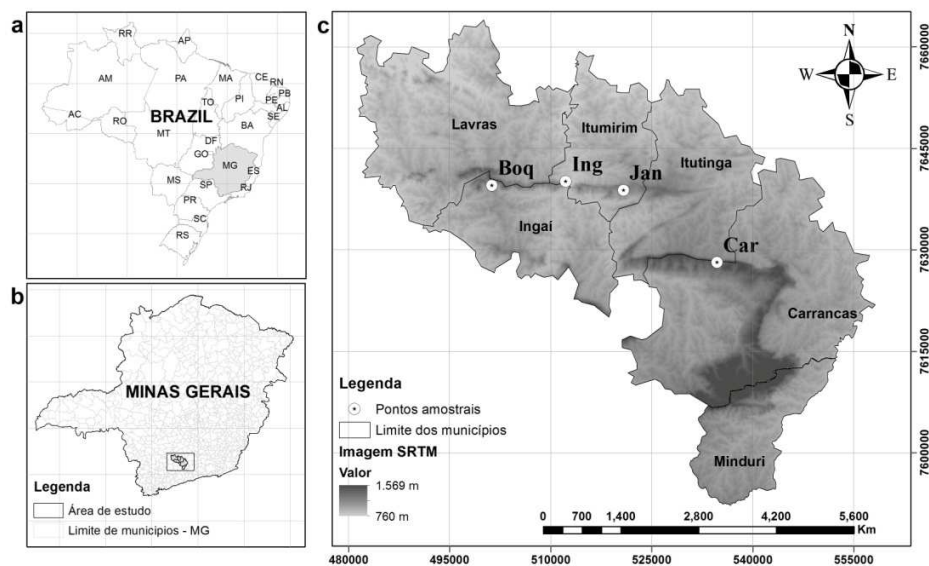 a
RR
AP
AM
PA
MA
CE
RN
PB
PE
AL
SE
PI
TO
AC
RO
BRAZIL
BA
MT
DF
GO
MG
ES
MS
SP
RJ
PR
SC
RS
b
MINAS GERAIS
Legenda
Área de estudo
Limite de municipios - MG
c
N
W
E
S
Lavras
Itumirim
Itutinga
Boq
Ing
Jan
Ingaí
Car
Carrancas
Minduri
Legenda
Pontos amostrais
Limite dos municípios
Imagem SRTM
Valor
1.569 m
760 m
0 700 1,400 2,800 4,200 5,600
Km
480000 495000 510000 525000 540000 555000
7660000
7645000
7630000
7615000
7600000